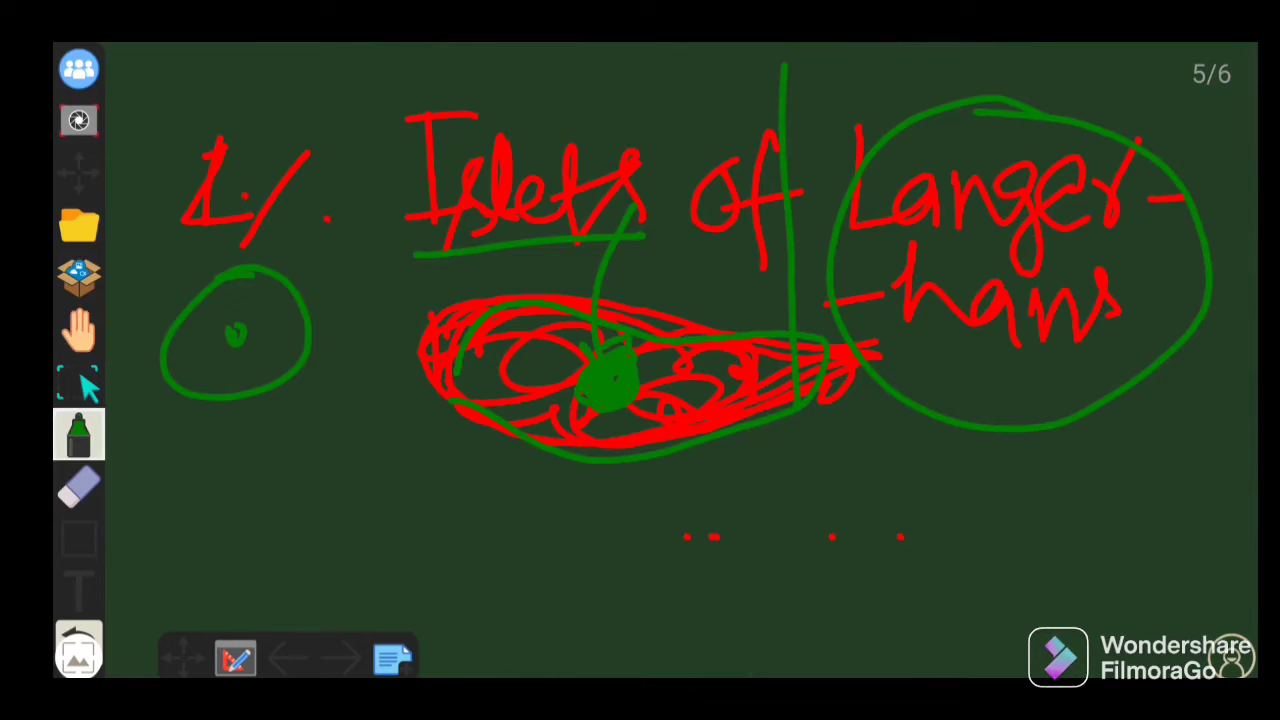 5/6
1/. Islets of Langer-
-hans
Wondershare
FilmoraGo